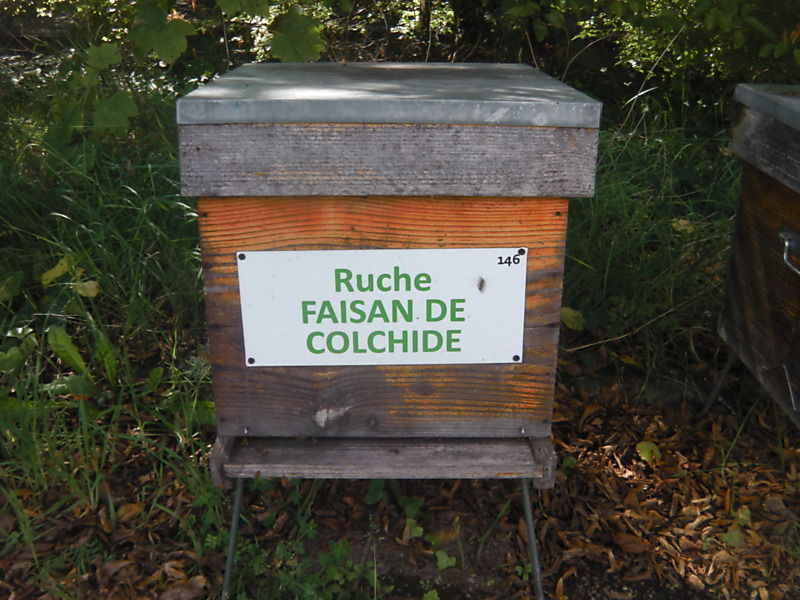 146
Ruche
FAISAN DE
COLCHIDE